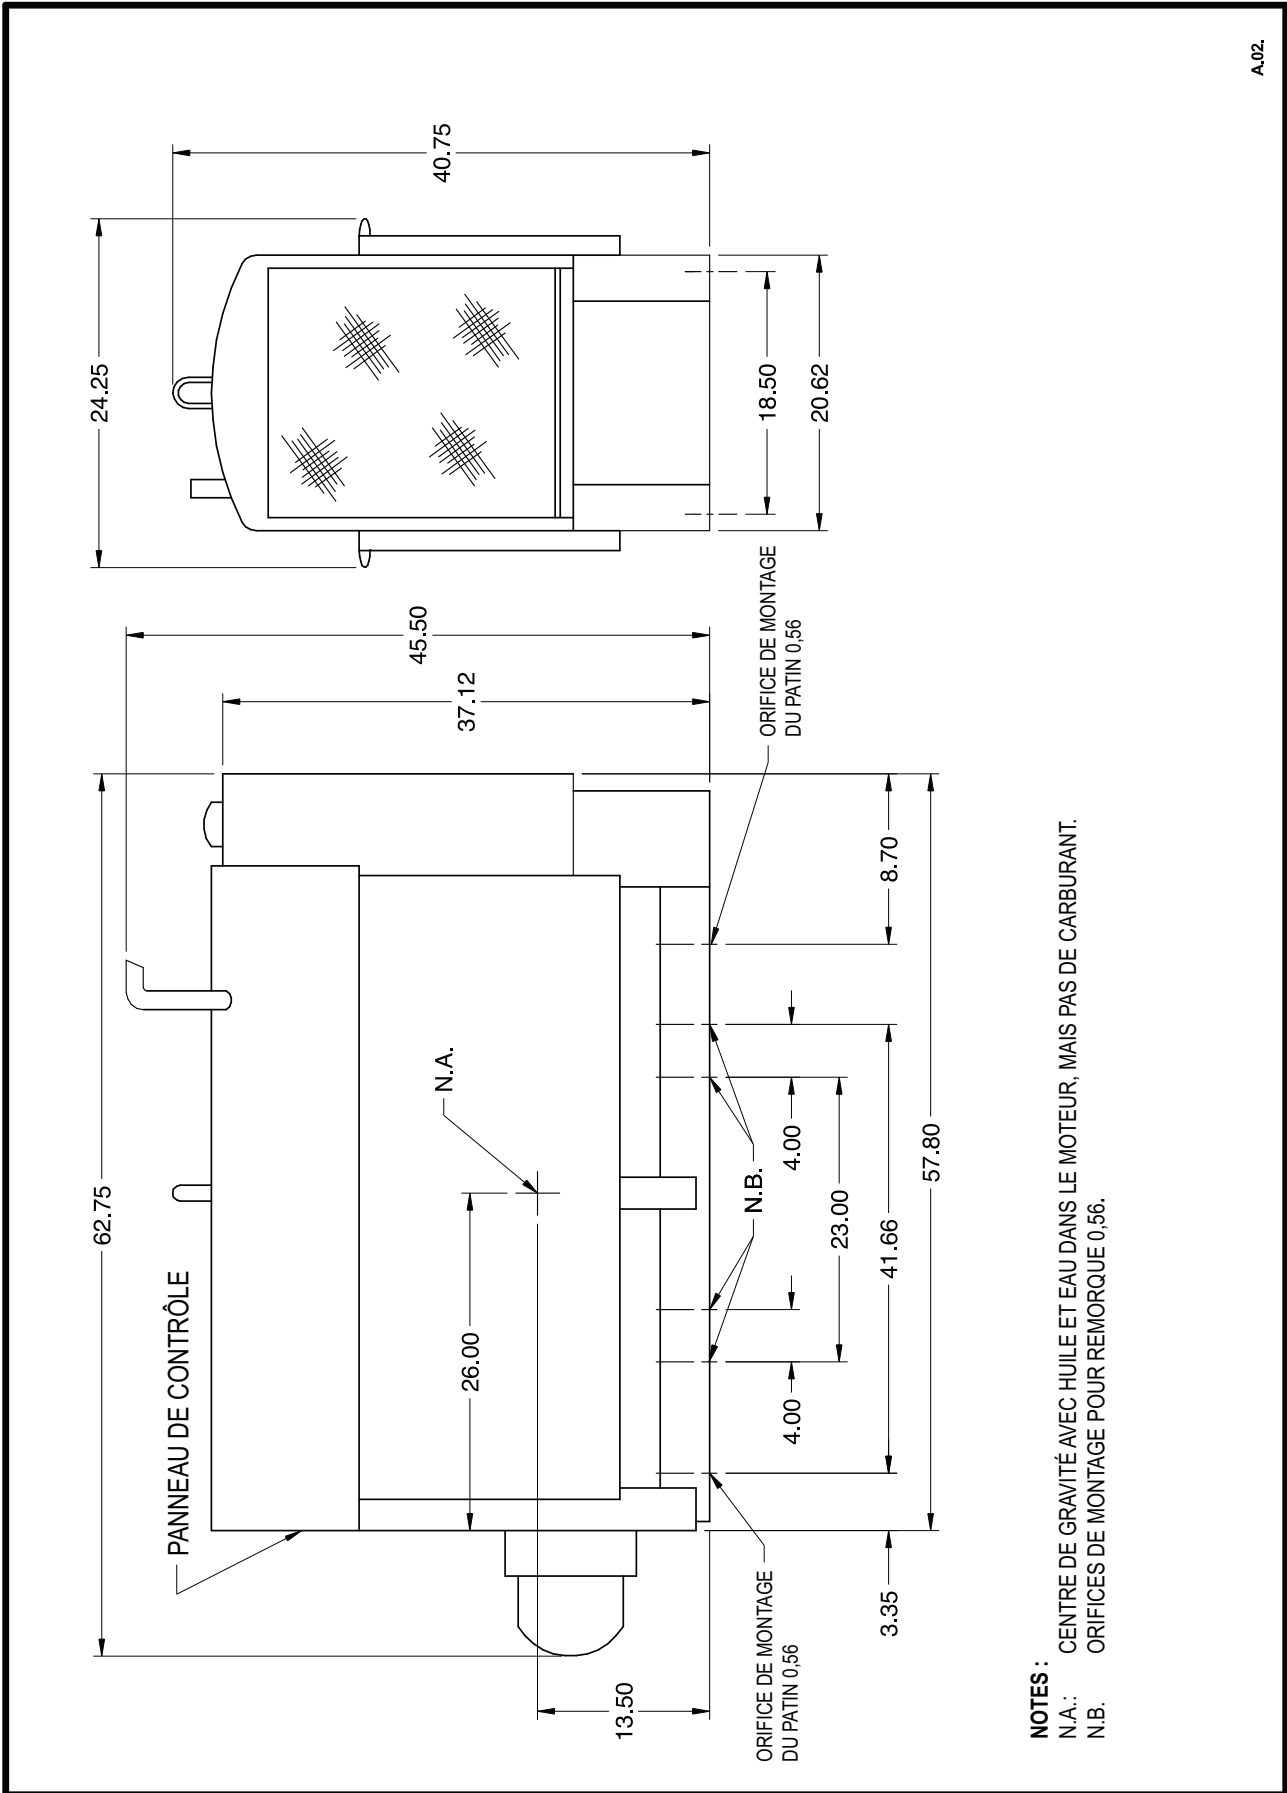 A.02.
45.50
40.75
37.12
24.25
62.75
PANNEAU DE CONTRÔLE
N.A.
26.00
13.50
18.50
20.62
ORIFICE DE MONTAGE
DU PATIN 0,56
N.B.
ORIFICE DE MONTAGE
DU PATIN 0,56
4.00
4.00
23.00
3.35
41.66
8.70
57.80
NOTES :
N.A.: CENTRE DE GRAVITÉ AVEC HUILE ET EAU DANS LE MOTEUR, MAIS PAS DE CARBURANT.
N.B. ORIFICES DE MONTAGE POUR REMORQUE 0,56.